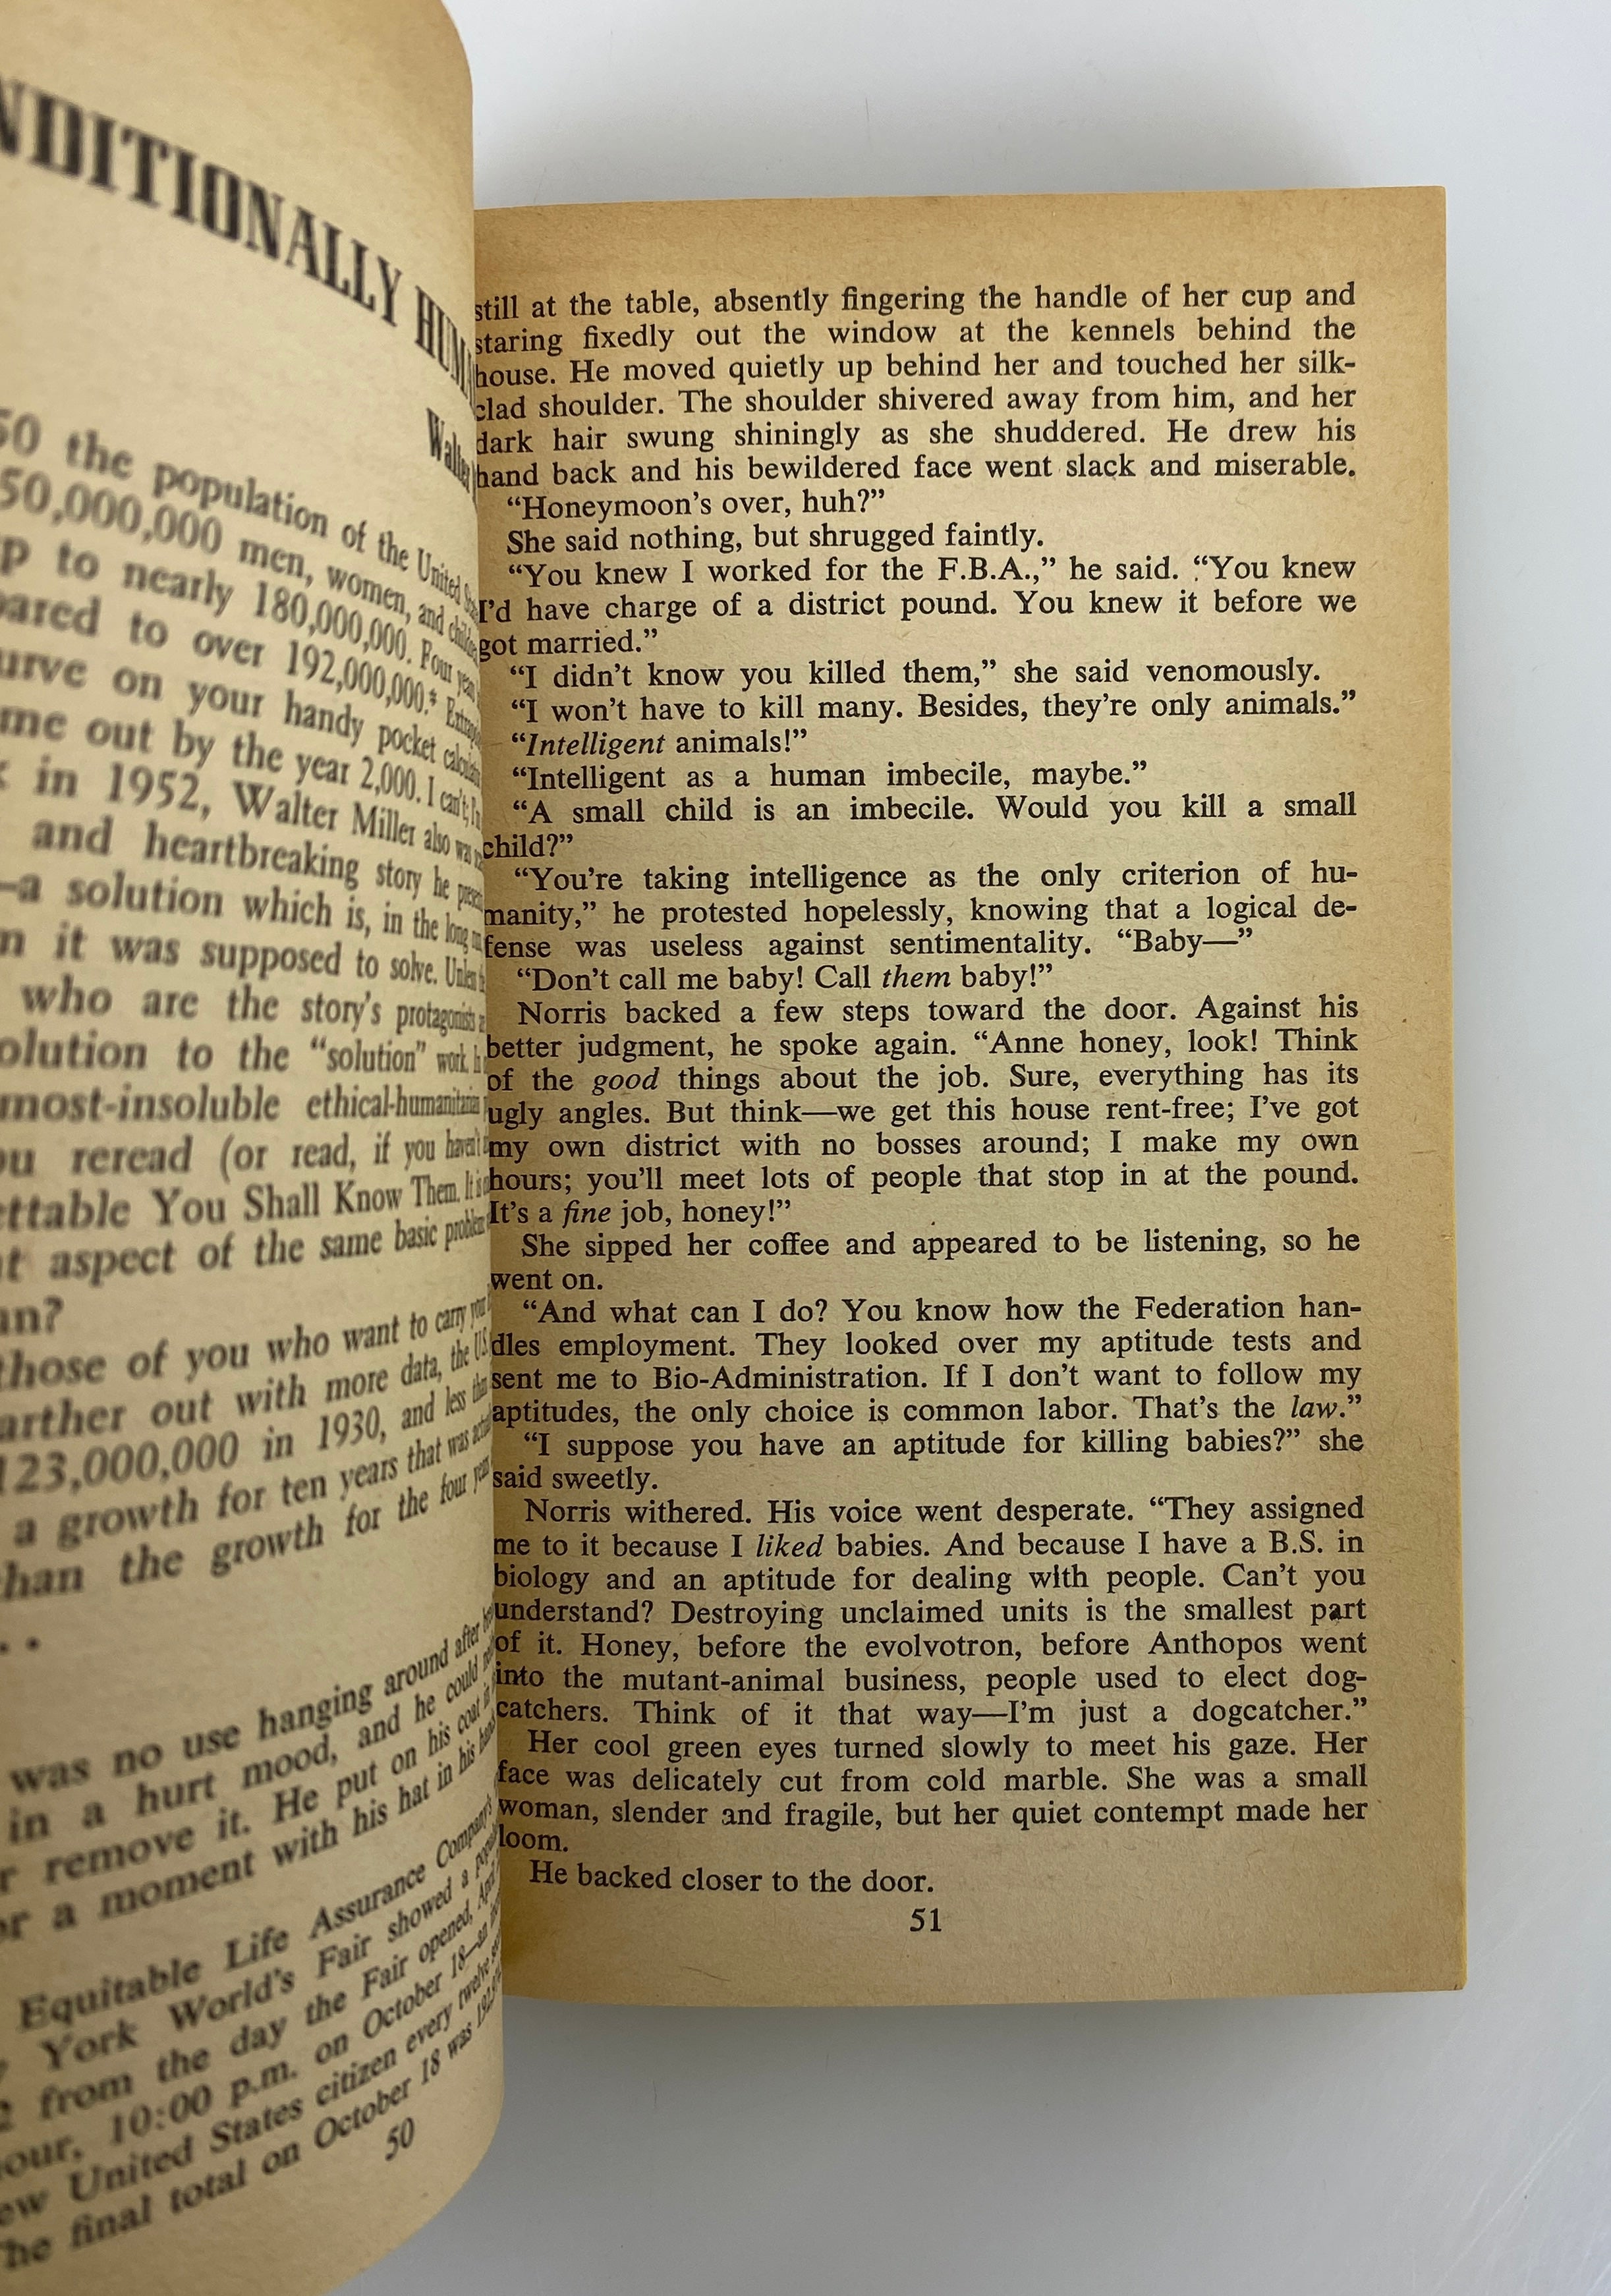 NDITIONALLY
50 the population of the United
50,000,000 men, women, and
p to nearly 180,000,000. Four
pared to over 192,000,000.*
urve on your handy pocket
me out by the year 2,000. I can't,
in 1952, Walter Miller also was
and heartbreaking story he
—a solution which is, in the long
n it was supposed to solve.
who are the story's protagonists
olution to the “solution” work.
most-insoluble ethical-humanitarian
ou reread (or read, if you haven't
ettable You Shall Know Them. It is
nt aspect of the same basic problem
an?
those of you who want to carry
arther out with more data, the U.S.
123,000,000 in 1930, and less than
a growth for ten years that was
than the growth for the four
. .
was no use hanging around after
in a hurt mood, and he could
r remove it. He put on his coat
or a moment with his hat in his
Equitable Life Assurance Company's
York World's Fair showed a
from the day the Fair opened,
our, 10:00 p.m. on October 18—an
ew United States citizen every twelve
The final total on October 18 was
50
still at the table, absently fingering the handle of her cup and
staring fixedly out the window at the kennels behind the
house. He moved quietly up behind her and touched her silk-
clad shoulder. The shoulder shivered away from him, and her
dark hair swung shiningly as she shuddered. He drew his
hand back and his bewildered face went slack and miserable.
“Honeymoon's over, huh?”
She said nothing, but shrugged faintly.
“You knew I worked for the F.B.A.,” he said. “You knew
I'd have charge of a district pound. You knew it before we
got married.”
“I didn't know you killed them,” she said venomously.
“I won't have to kill many. Besides, they're only animals.”
“Intelligent animals!”
“Intelligent as a human imbecile, maybe.”
“A small child is an imbecile. Would you kill a small
child?”
“You're taking intelligence as the only criterion of hu-
manity,” he protested hopelessly, knowing that a logical de-
fense was useless against sentimentality. “Baby—”
“Don't call me baby! Call them baby!”
Norris backed a few steps toward the door. Against his
better judgment, he spoke again. “Anne honey, look! Think
of the good things about the job. Sure, everything has its
ugly angles. But think—we get this house rent-free; I've got
my own district with no bosses around; I make my own
hours; you'll meet lots of people that stop in at the pound.
It's a fine job, honey!”
She sipped her coffee and appeared to be listening, so he
went on.
“And what can I do? You know how the Federation han-
dles employment. They looked over my aptitude tests and
sent me to Bio-Administration. If I don't want to follow my
aptitudes, the only choice is common labor. That's the law.”
“I suppose you have an aptitude for killing babies?” she
said sweetly.
Norris withered. His voice went desperate. “They assigned
me to it because I liked babies. And because I have a B.S. in
biology and an aptitude for dealing with people. Can't you
understand? Destroying unclaimed units is the smallest part
of it. Honey, before the evolvotron, before Anthopos went
into the mutant-animal business, people used to elect dog-
catchers. Think of it that way—I'm just a dogcatcher.”
Her cool green eyes turned slowly to meet his gaze. Her
face was delicately cut from cold marble. She was a small
woman, slender and fragile, but her quiet contempt made her
loom.
He backed closer to the door.
51